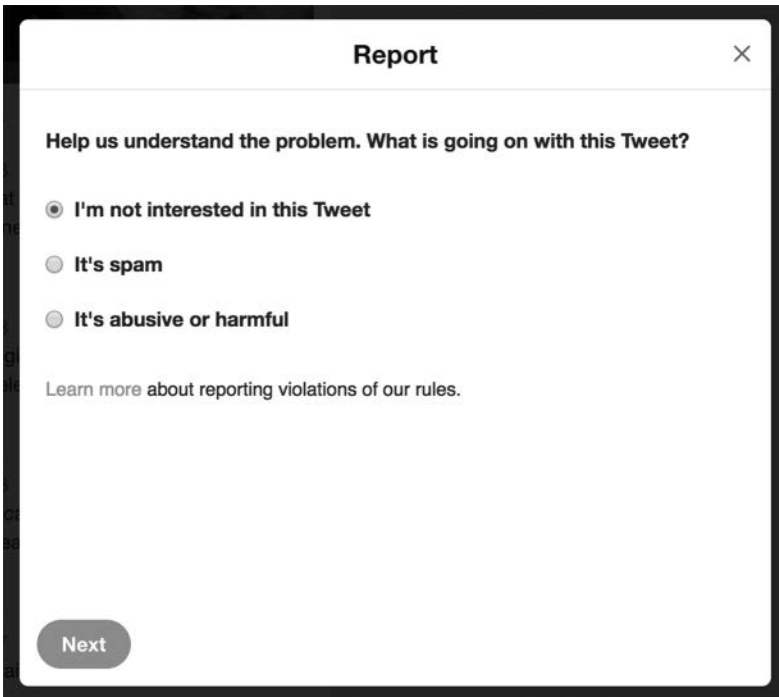 Report
Help us understand the problem. What is going on with this Tweet?
I'm not interested in this Tweet
It's spam
It's abusive or harmful
Learn more about reporting violations of our rules.
Next